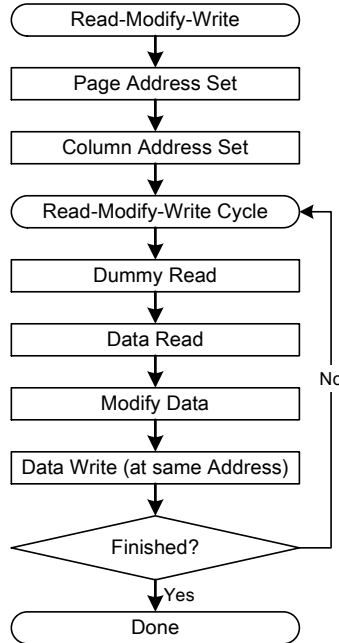 Read-Modify-Write
Page Address Set
Column Address Set
Read-Modify-Write Cycle
Dummy Read
Data Read
No
Modify Data
Data Write (at same Address)
Finished?
Yes
Done